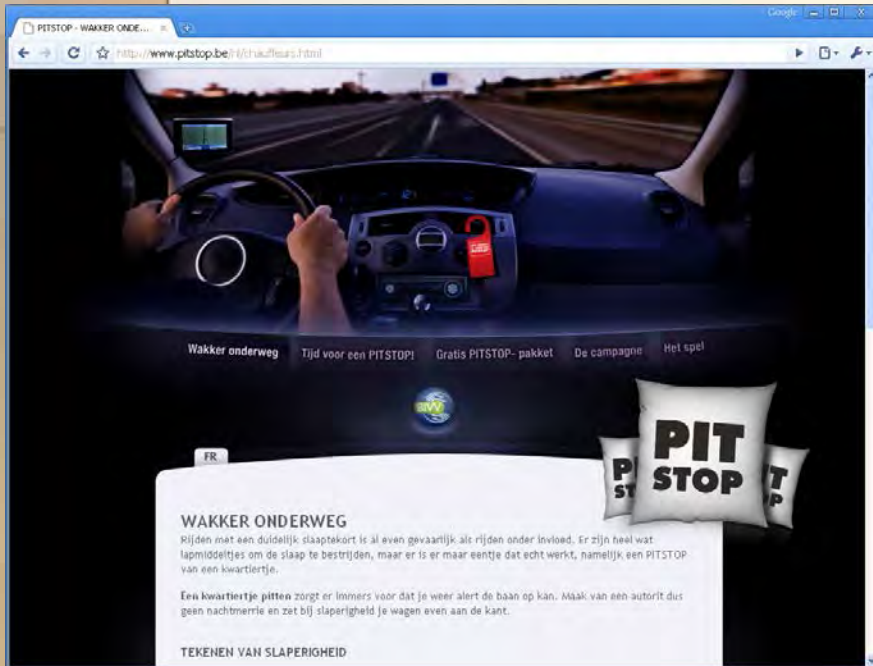 Google
PITSTOP - WAKKER ONDE...
http://www.pitstop.be/nl/chauffeurs.html
Wakker onderweg Tijd voor een PITSTOP! Gratis PITSTOP- pakket De campagne Het spel
BIVV
FR
PIT
STOP
WAKKER ONDERWEG
Rijden met een duidelijk slaaptekort is al even gevaarlijk als rijden onder invloed. Er zijn heel wat
lapmiddeltjes om de slaap te bestrijden, maar er is er maar eentje dat echt werkt, namelijk een PITSTOP
van een kwartiertje.
Een kwartiertje pitten zorgt er immers voor dat je weer alert de baan op kan. Maak van een autorit dus
geen nachtmerrie en zet bij slaperigheid je wagen even aan de kant.
TEKENEN VAN SLAPERIGHEID